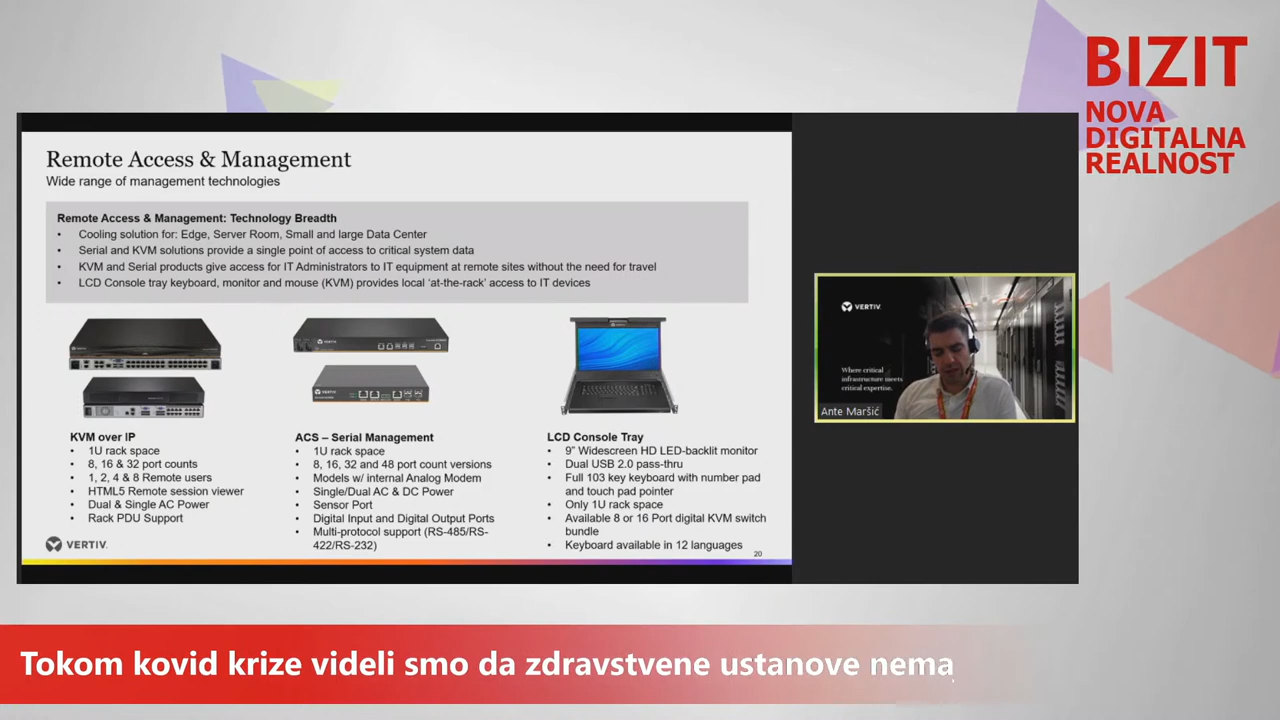 BIZIT
NOVA
DIGITALNA
REALNOST
Remote Access & Management
Wide range of management technologies
Remote Access & Management: Technology Breadth
• Cooling solution for: Edge, Server Room, Small and large Data Center
• Serial and KVM solutions provide a single point of access to critical system data
• KVM and Serial products give access for IT Administrators to IT equipment at remote sites without the need for travel
• LCD Console tray keyboard, monitor and mouse (KVM) provides local ‘at-the-rack’ access to IT devices
VERTIV
VERTIV
VERTIV.
Where critical
infrastructure meets
critical expertise.
Ante Maršić
KVM over IP
• 1U rack space
• 8, 16 & 32 port counts
• 1, 2, 4 & 8 Remote users
• HTML5 Remote session viewer
• Dual & Single AC Power
• Rack PDU Support
ACS – Serial Management
• 1U rack space
• 8, 16, 32 and 48 port count versions
• Models w/ internal Analog Modem
• Single/Dual AC & DC Power
• Sensor Port
• Digital Input and Digital Output Ports
• Multi-protocol support (RS-485/RS-
422/RS-232)
LCD Console Tray
• 9” Widescreen HD LED-backlit monitor
• Dual USB 2.0 pass-thru
• Full 103 key keyboard with number pad
and touch pad pointer
• Only 1U rack space
• Available 8 or 16 Port digital KVM switch
bundle
• Keyboard available in 12 languages
VERTIV.
20
Tokom kovid krize videli smo da zdravstvene ustanove nema